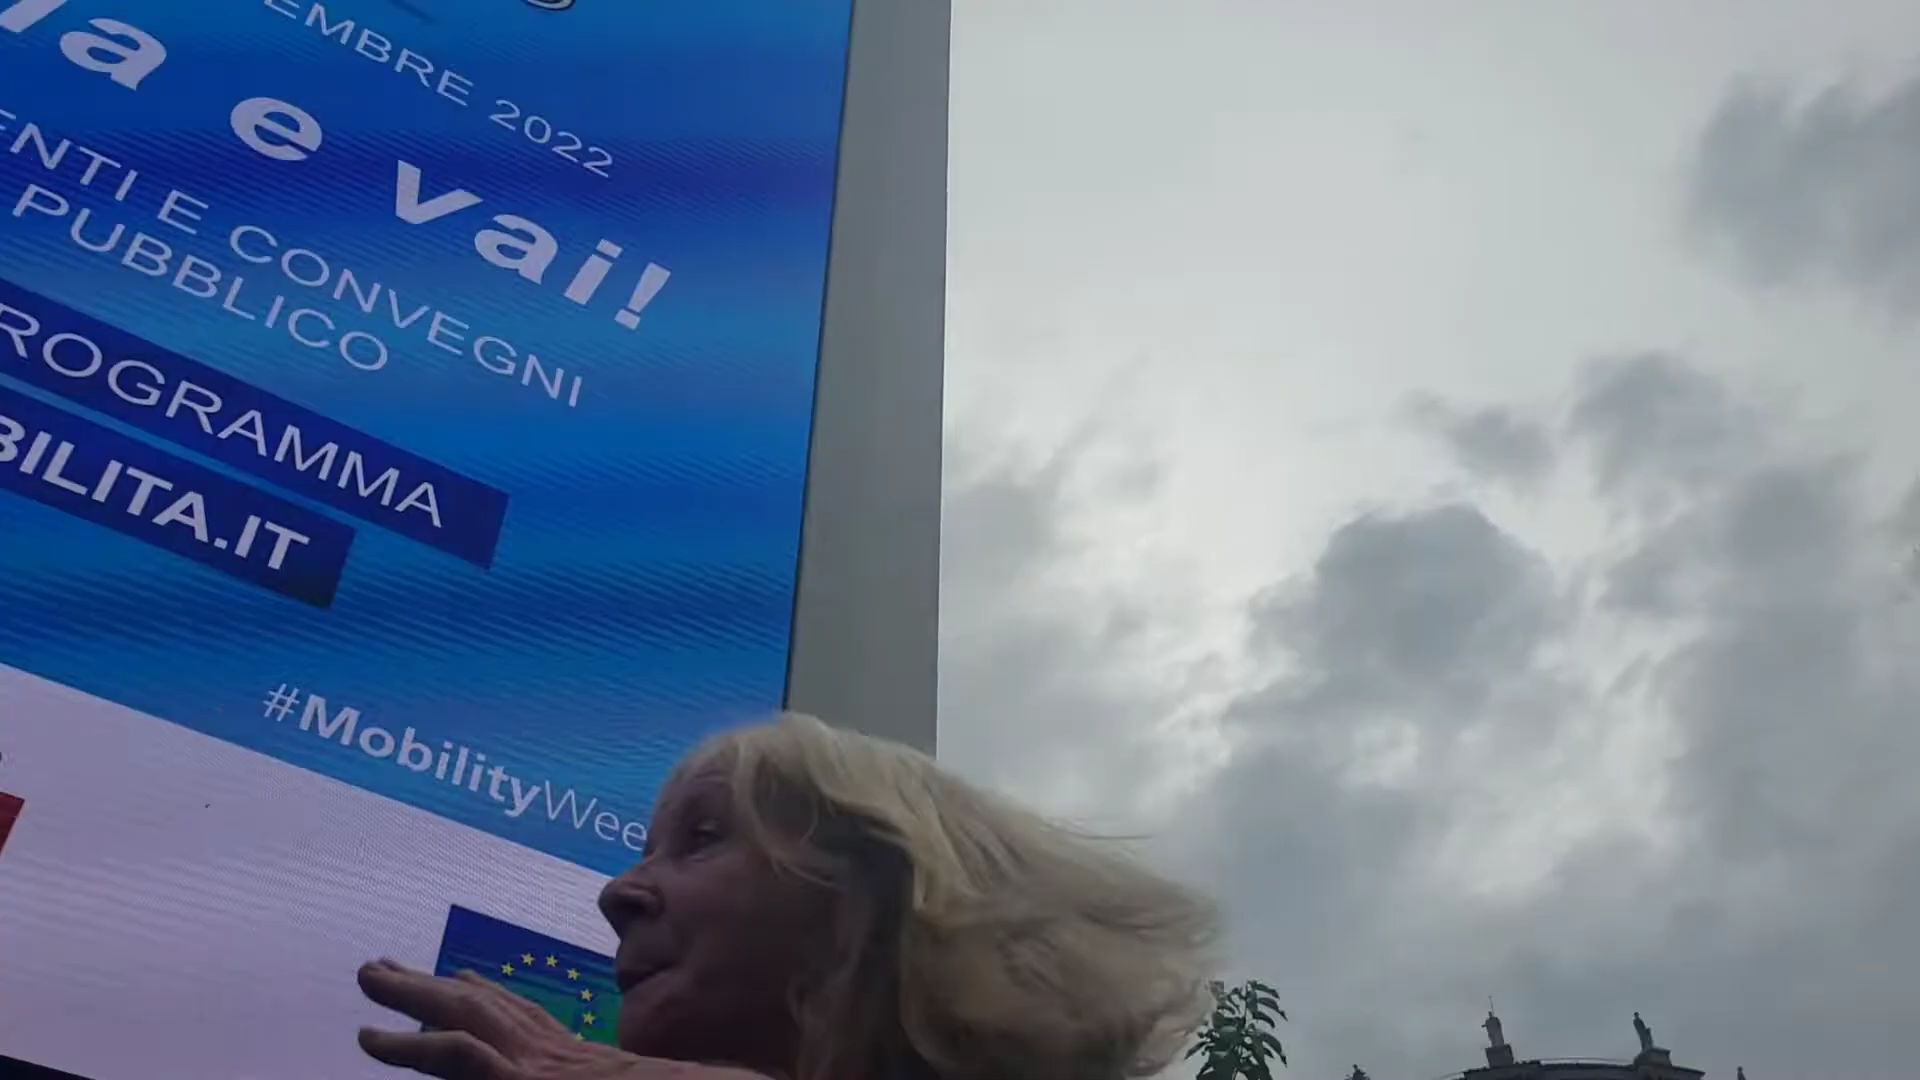 EMBRE 2022
a e vai!
ENTI E CONVEGNI
PUBBLICO
ROGRAMMA
BILITA.IT
#MobilityWee